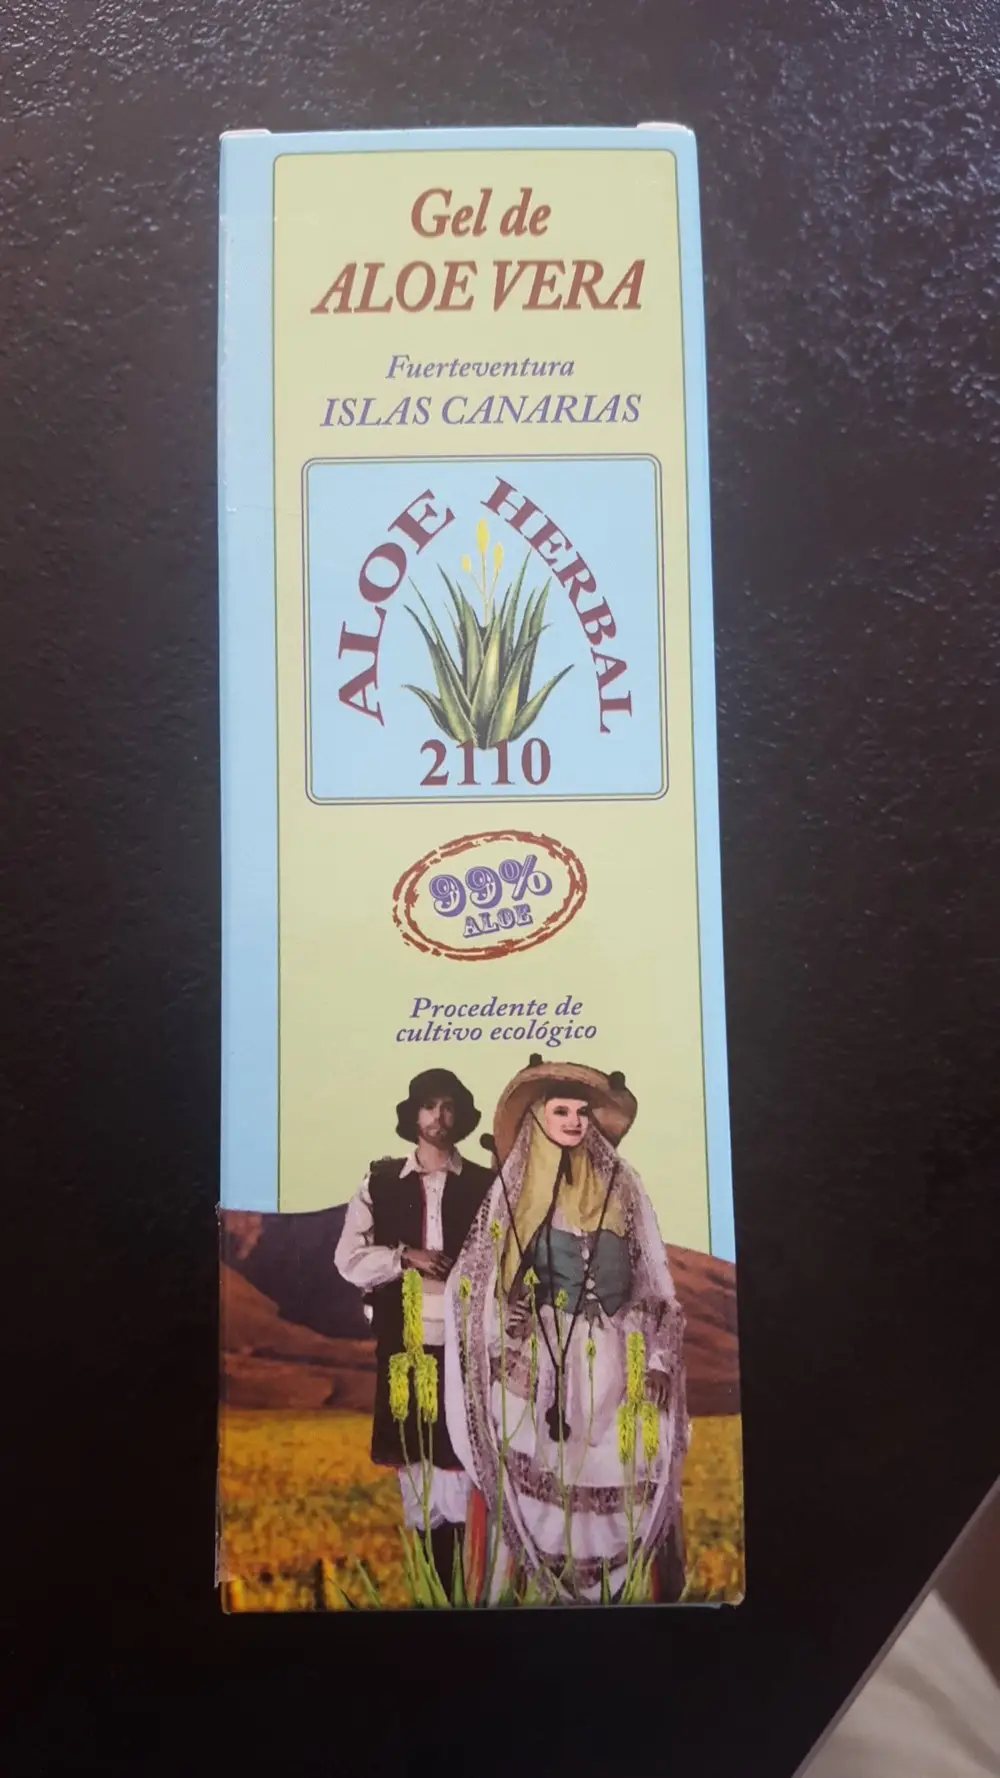 Gel de
ALOE VERA
Fuerteventura
ISLAS CANARIAS
ALOE HERBAL
2110
99%
ALOE
Procedente de
cultivo ecológico